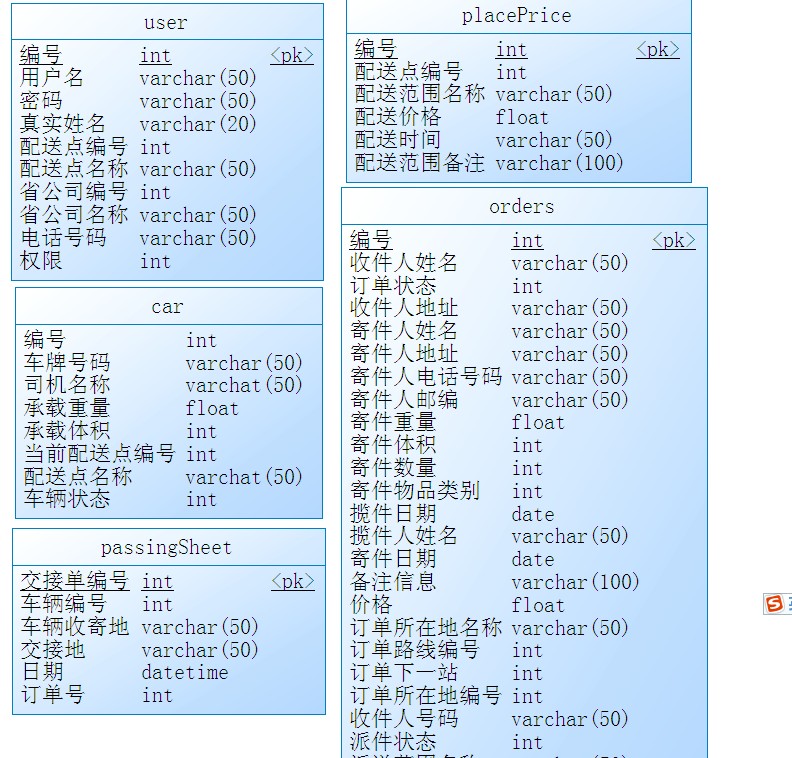 user
编号 int <pk>
用户名 varchar(50)
密码 varchar(50)
真实姓名 varchar(20)
配送点编号 int
配送点名称 varchar(50)
省公司编号 int
省公司名称 varchar(50)
电话号码 varchar(50)
权限 int
car
编号 int
车牌号码 varchar(50)
司机名称 varchat(50)
承载重量 float
承载体积 int
当前配送点编号 int
配送点名称 varchat(50)
车辆状态 int
passingSheet
交接单编号 int <pk>
车辆编号 int
车辆收寄地 varchar(50)
交接地 varchar(50)
日期 datetime
订单号 int
placePrice
编号 int <pk>
配送点编号 int
配送范围名称 varchar(50)
配送价格 float
配送时间 varchar(50)
配送范围备注 varchar(100)
orders
编号 int <pk>
收件人姓名 varchar(50)
订单状态 int
收件人地址 varchar(50)
寄件人姓名 varchar(50)
寄件人地址 varchar(50)
寄件人电话号码 varchar(50)
寄件人邮编 varchar(50)
寄件重量 float
寄件体积 int
寄件数量 int
寄件物品类别 int
揽件日期 date
揽件人姓名 varchar(50)
寄件日期 date
备注信息 varchar(100)
价格 float
订单所在地名称 varchar(50)
订单路线编号 int
订单下一站 int
订单所在地编号 int
收件人号码 varchar(50)
派件状态 int